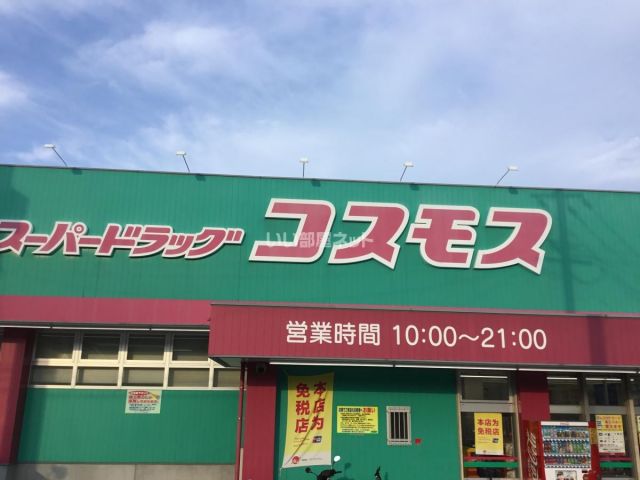 スーパードラッグ コスモス
いい部屋ネット
営業時間 10:00～21:00
本店为
免税店
本店为
免税店